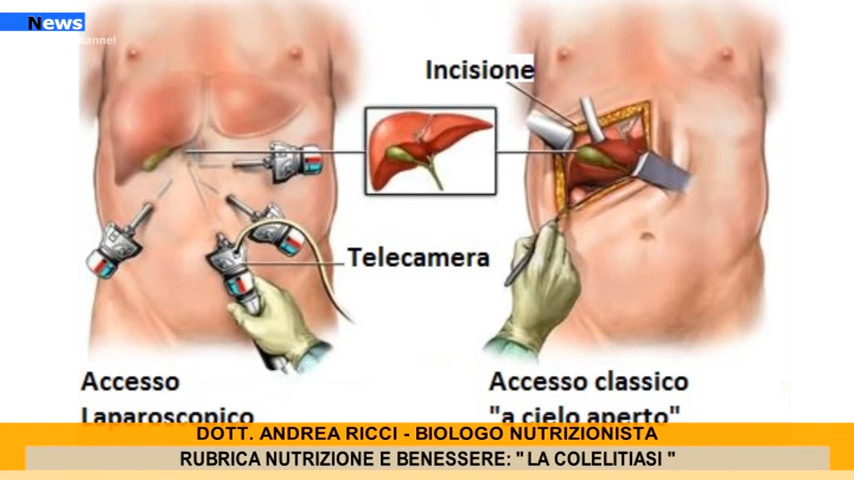 News
hannel
Incisione
Telecamera
Accesso
Laparoscopico
Accesso classico
"a cielo aperto"
DOTT. ANDREA RICCI - BIOLOGO NUTRIZIONISTA
RUBRICA NUTRIZIONE E BENESSERE: " LA COLELITIASI "